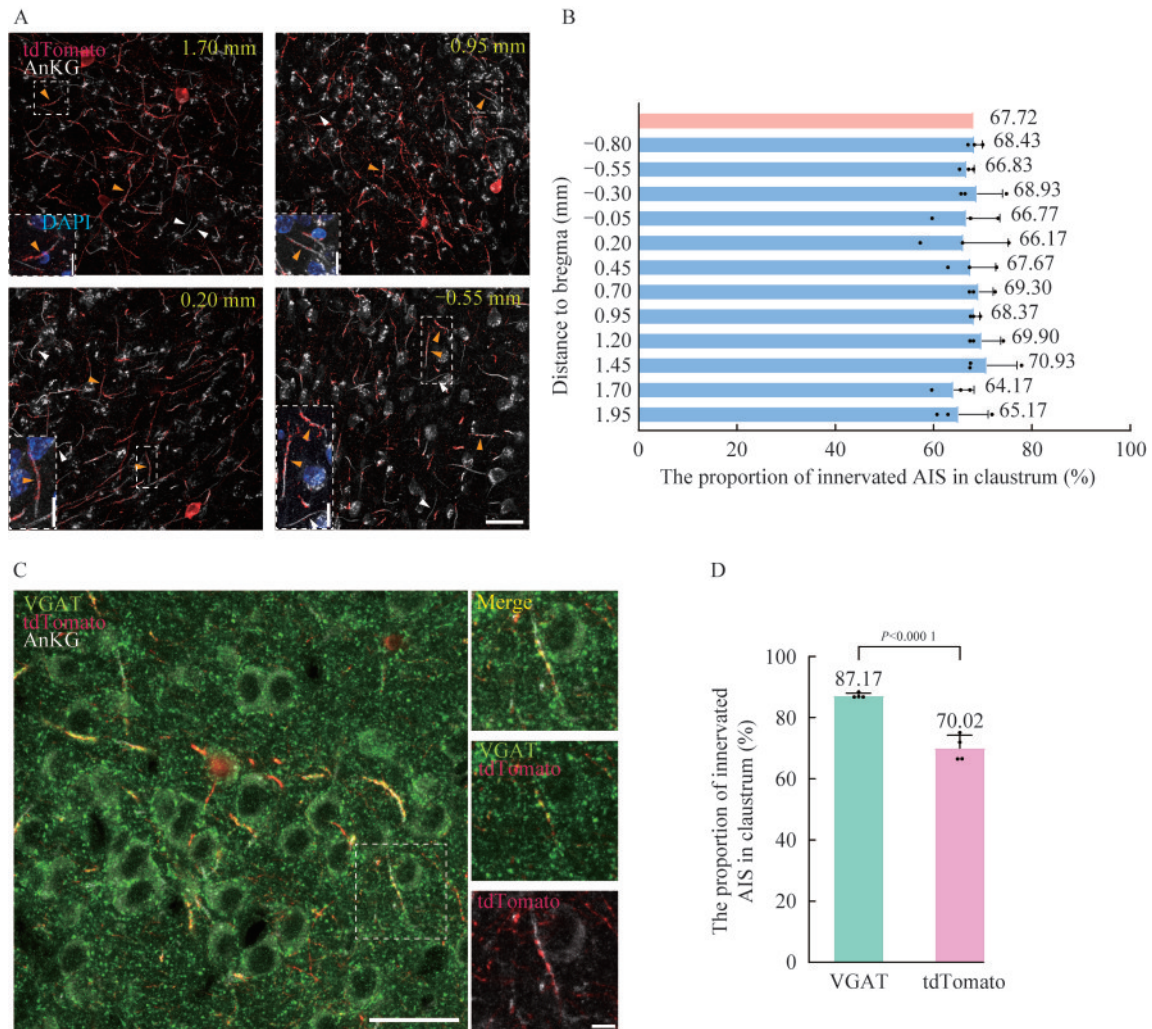 A
tdTomato
AnKG
1.70 mm
DAPI
0.95 mm
0.20 mm
−0.55 mm
B
Distance to bregma (mm)
67.72
−0.80 68.43
−0.55 66.83
−0.30 68.93
−0.05 66.77
0.20 66.17
0.45 67.67
0.70 69.30
0.95 68.37
1.20 69.90
1.45 70.93
1.70 64.17
1.95 65.17
0 20 40 60 80 100
The proportion of innervated AIS in claustrum (%)
C
VGAT
tdTomato
AnKG
Merge
VGAT
tdTomato
tdTomato
D
The proportion of innervated
AIS in claustrum (%)
P<0.000 1
100
80
60
40
20
0
87.17
70.02
VGAT tdTomato